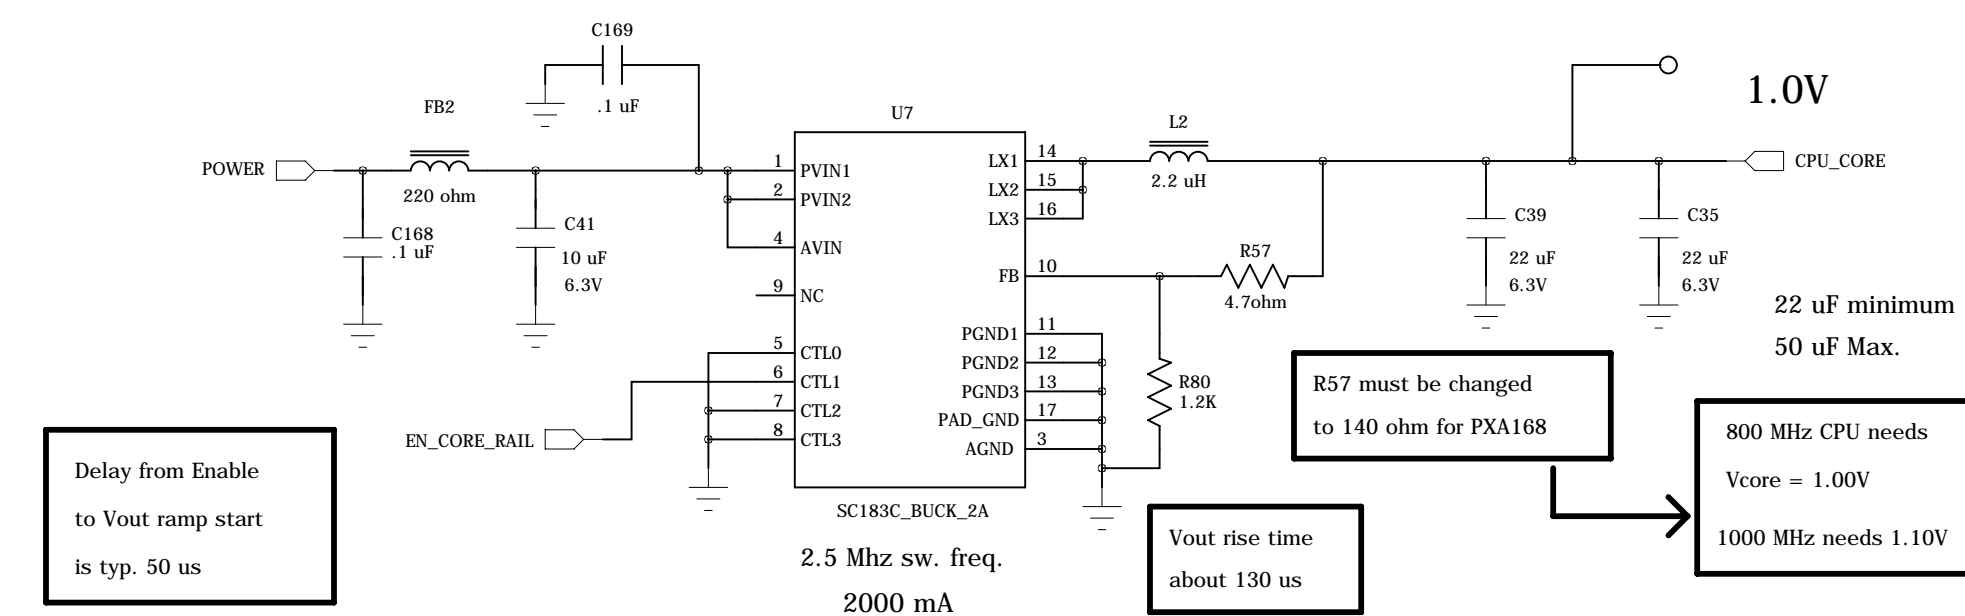 C169
.1 uF
FB2
220 ohm
POWER
C168
.1 uF
C41
10 uF
6.3V
U7
1
PVIN1
2
PVIN2
4
AVIN
9
NC
5
CTL0
6
CTL1
7
CTL2
8
CTL3
EN_CORE_RAIL
LX1
14
LX2
15
LX3
16
FB
10
PGND1
11
PGND2
12
PGND3
13
PAD_GND
17
AGND
3
SC183C_BUCK_2A
2.5 Mhz sw. freq.
2000 mA
L2
2.2 uH
R57
4.7ohm
R80
1.2K
C39
22 uF
6.3V
C35
22 uF
6.3V
1.0V
CPU_CORE
22 uF minimum
50 uF Max.
Delay from Enable
to Vout ramp start
is typ. 50 us
Vout rise time
about 130 us
R57 must be changed
to 140 ohm for PXA168
800 MHz CPU needs
Vcore = 1.00V
1000 MHz needs 1.10V